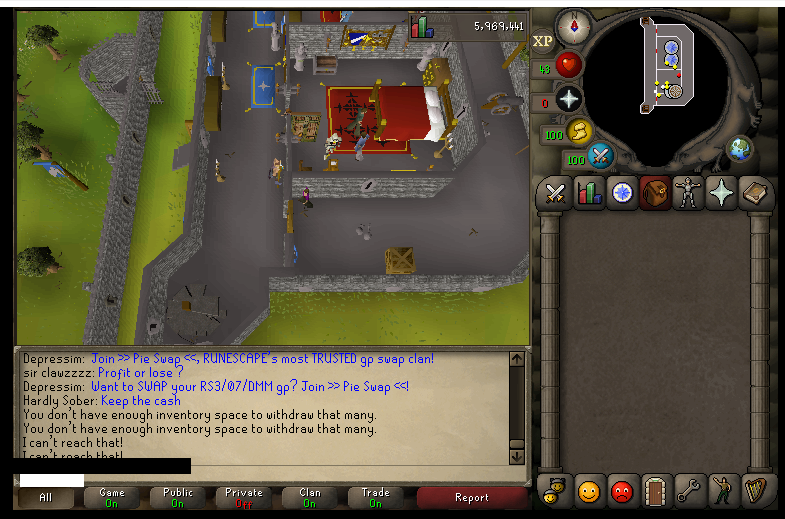 5,969,441
XP
43
0
100
100
Depressim: Join >> Pie Swap <<, RUNESCAPE's most TRUSTED gp swap clan!
sir clawzzzz: Profit or lose ?
Depressim: Want to SWAP your RS3/07/DMM gp? Join >> Pie Swap <<!
Hardly Sober: Keep the cash
You don't have enough inventory space to withdraw that many.
You don't have enough inventory space to withdraw that many.
I can't reach that!
I can't reach that!
All
Game
On
Public
On
Private
Off
Clan
On
Trade
On
Report